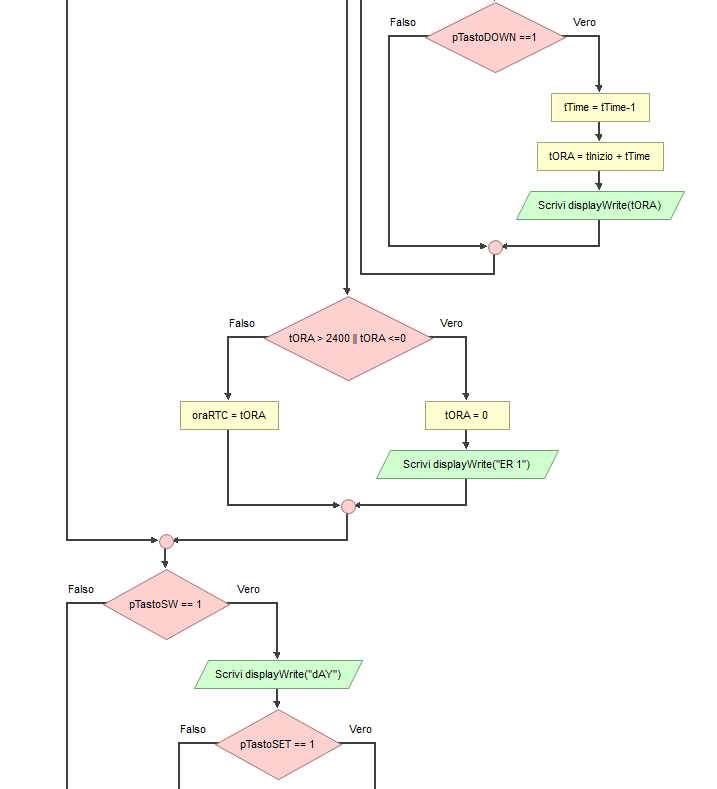 Falso
Vero
pTastoDOWN ==1
tTime = tTime-1
tORA = tInizio + tTime
Scrivi displayWrite(tORA)
Falso
Vero
tORA > 2400 || tORA <=0
oraRTC = tORA
tORA = 0
Scrivi displayWrite("ER 1")
Falso
Vero
pTastoSW == 1
Scrivi displayWrite("dAY")
Falso
Vero
pTastoSET == 1